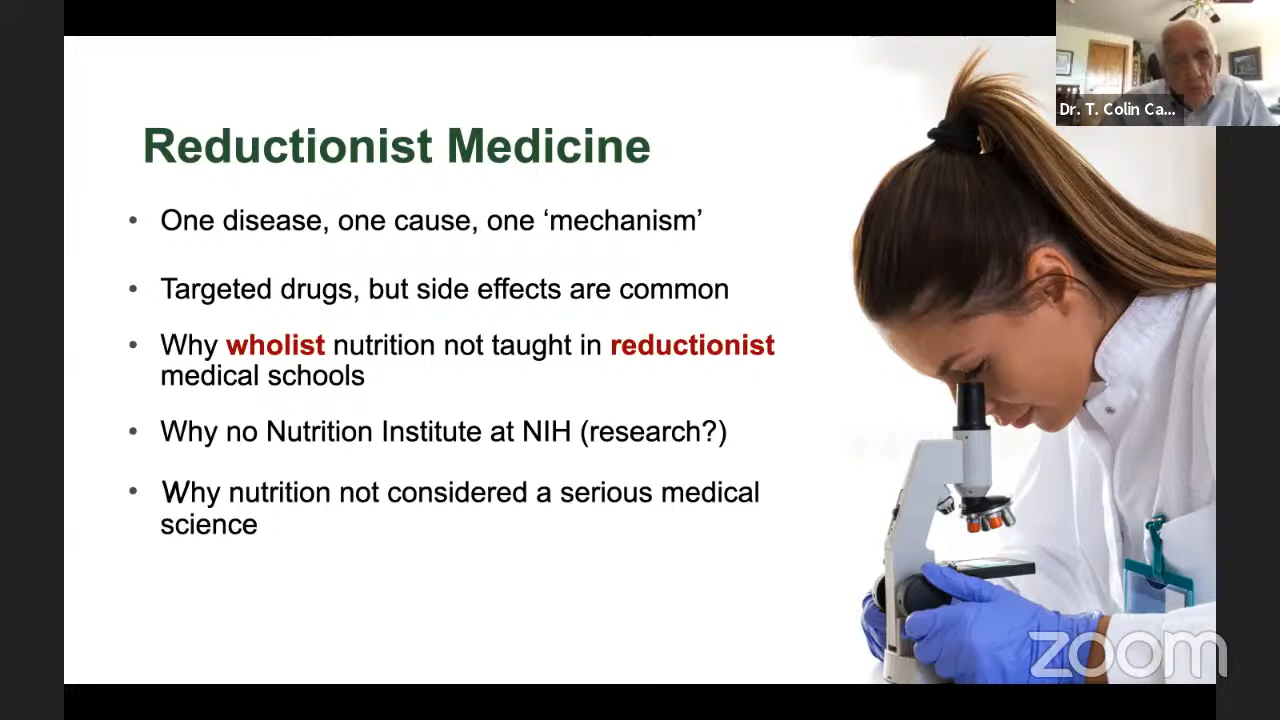 Dr. T. Colin Ca...
Reductionist Medicine
• One disease, one cause, one ‘mechanism’
• Targeted drugs, but side effects are common
• Why wholist nutrition not taught in reductionist
medical schools
• Why no Nutrition Institute at NIH (research?)
• Why nutrition not considered a serious medical
science
zoom